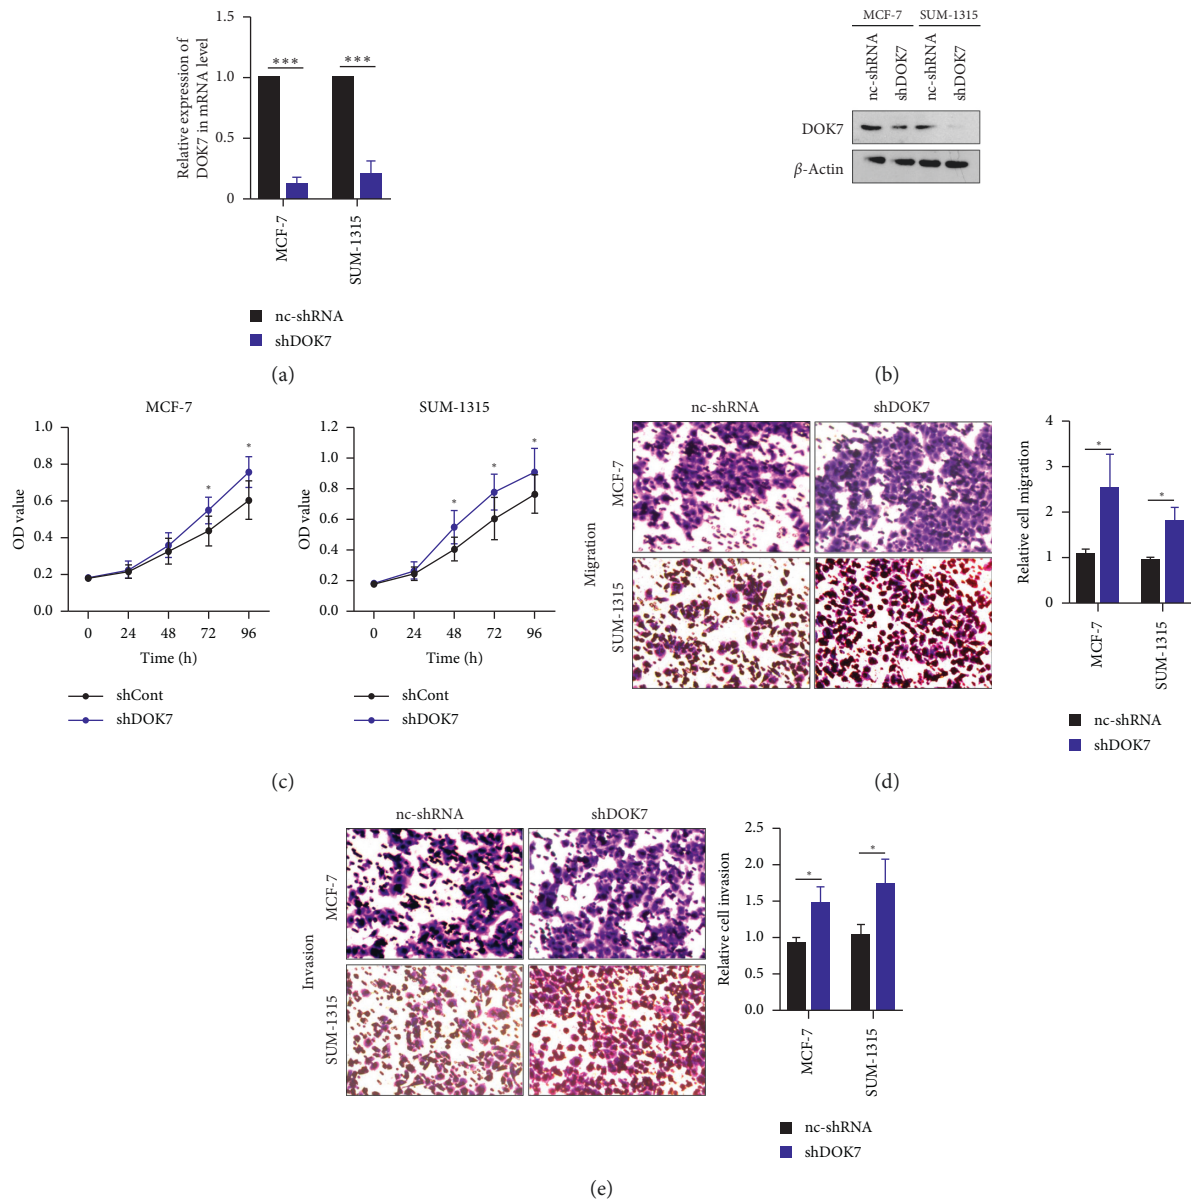 1.5
1.0
0.5
0
Relative expression of
DOK7 in mRNA level
***
***
MCF-7
SUM-1315
nc-shRNA
shDOK7
(a)
MCF-7 SUM-1315
nc-shRNA
shDOK7
nc-shRNA
shDOK7
DOK7
β-Actin
(b)
MCF-7
1.0
0.8
0.6
0.4
0.2
0.0
OD value
*
*
0 24 48 72 96
Time (h)
shCont
shDOK7
SUM-1315
1.2
1.0
0.8
0.6
0.4
0.2
0.0
OD value
*
*
*
0 24 48 72 96
Time (h)
shCont
shDOK7
(c)
nc-shRNA shDOK7
Migration
MCF-7
SUM-1315
4
3
2
1
0
Relative cell migration
*
*
MCF-7
SUM-1315
nc-shRNA
shDOK7
(d)
nc-shRNA shDOK7
Invasion
MCF-7
SUM-1315
2.5
2.0
1.5
1.0
0.5
0.0
Relative cell invasion
*
*
MCF-7
SUM-1315
nc-shRNA
shDOK7
(e)